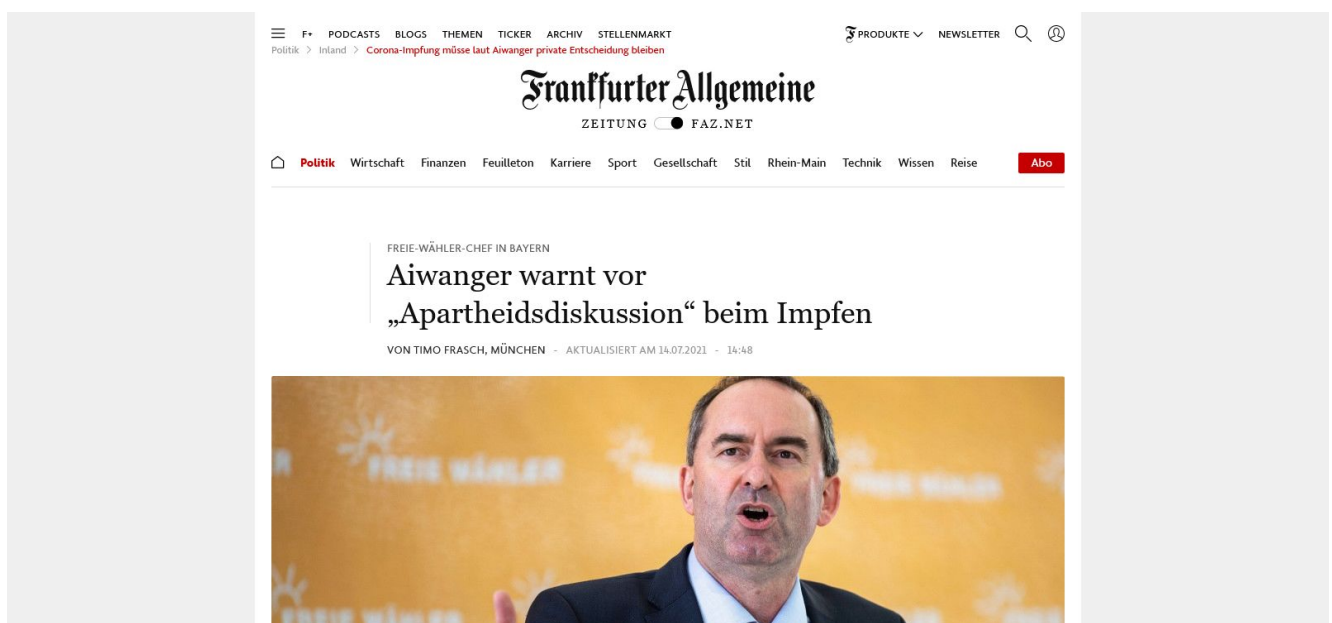 F+ PODCASTS BLOGS THEMEN TICKER ARCHIV STELLENMARKT PRODUKTE NEWSLETTER
Politik > Inland > Corona-Impfung müsse laut Aiwanger private Entscheidung bleiben
Frankfurter Allgemeine
ZEITUNG FAZ.NET
Politik Wirtschaft Finanzen Feuilleton Karriere Sport Gesellschaft Stil Rhein-Main Technik Wissen Reise Abo
FREIE-WÄHLER-CHEF IN BAYERN
Aiwanger warnt vor
„Apartheidsdiskussion“ beim Impfen
VON TIMO FRASCH, MÜNCHEN - AKTUALISIERT AM 14.07.2021 - 14:48
FREIE WÄHLER FREIE WÄHLER
FREIE WÄHLER